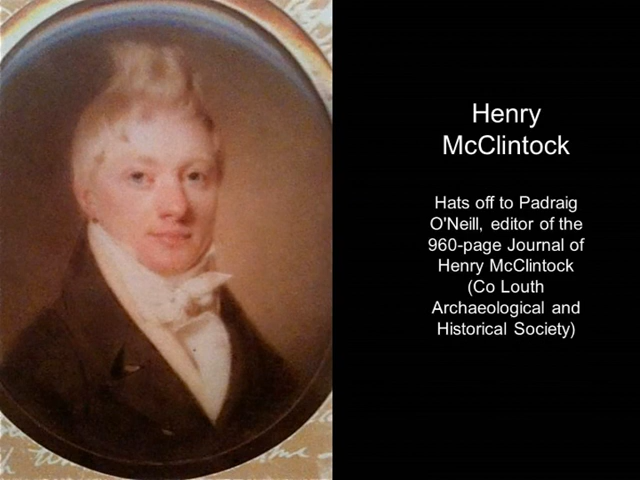 Henry
McClintock
Hats off to Padraig
O'Neill, editor of the
960-page Journal of
Henry McClintock
(Co Louth
Archaeological and
Historical Society)